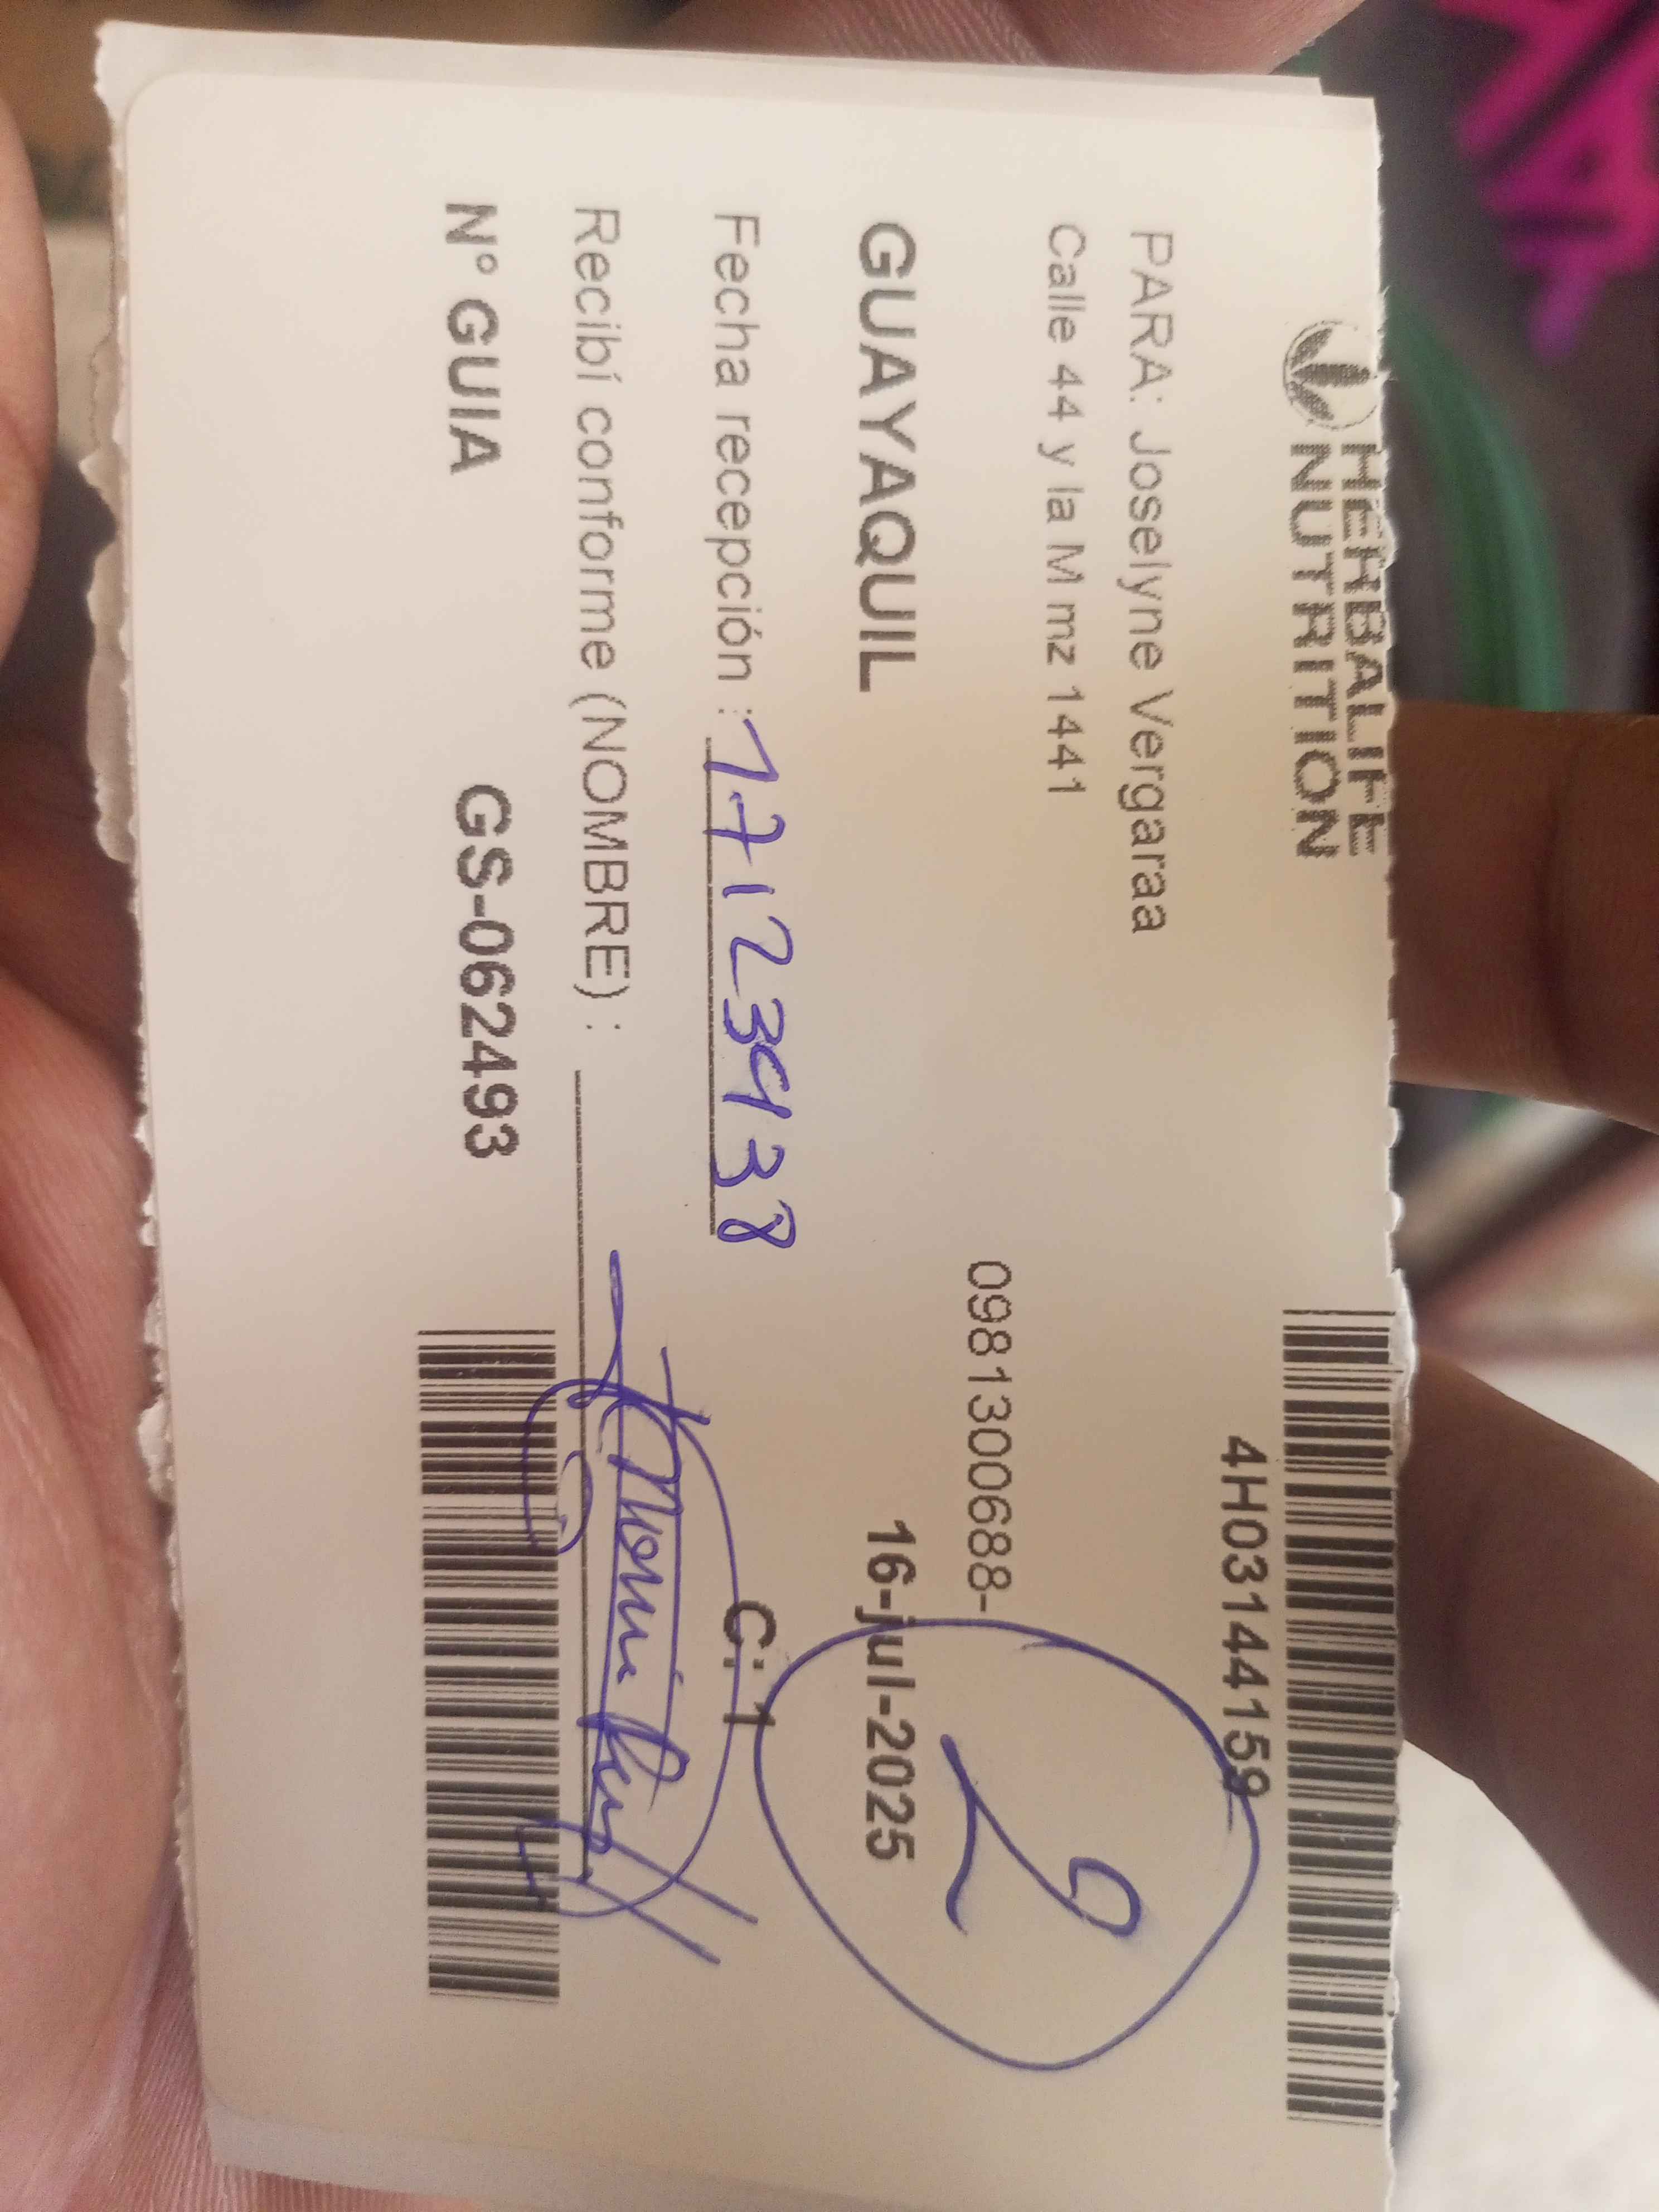 HERBALIFE
NUTRITION
4H03144159
PARA: Joselyne Vergaraa
Calle 44 y la M mz 1441
0981300688-
2
GUAYAQUIL 16-jul-2025
Fecha recepción : C: 1
Recibí conforme (NOMBRE) :
N° GUIA GS-062493